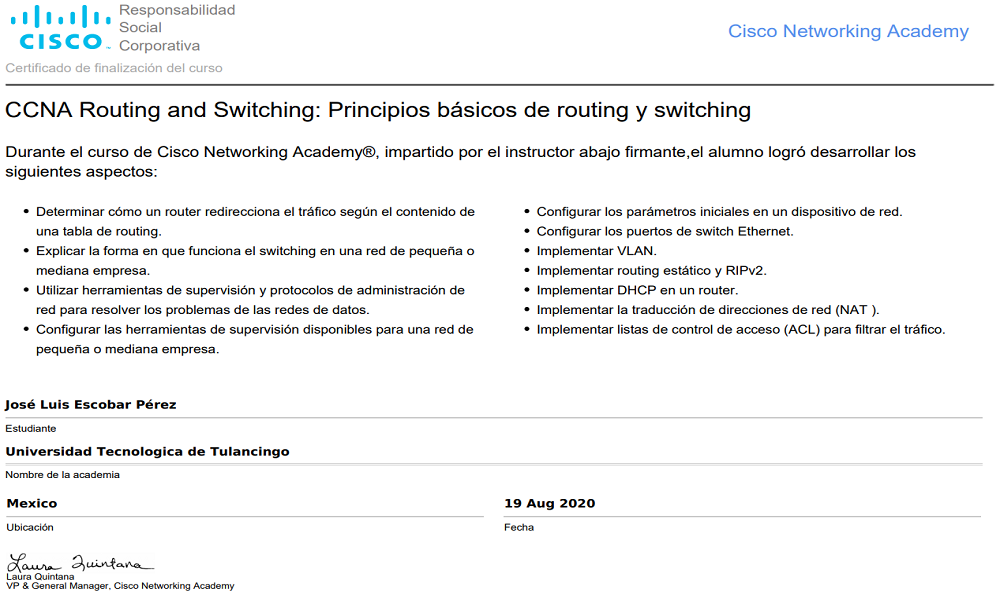 Responsabilidad
Social
Corporativa
CISCO
Cisco Networking Academy
Certificado de finalización del curso
CCNA Routing and Switching: Principios básicos de routing y switching
Durante el curso de Cisco Networking Academy®, impartido por el instructor abajo firmante,el alumno logró desarrollar los
siguientes aspectos:
• Determinar cómo un router redirecciona el tráfico según el contenido de
una tabla de routing.
• Explicar la forma en que funciona el switching en una red de pequeña o
mediana empresa.
• Utilizar herramientas de supervisión y protocolos de administración de
red para resolver los problemas de las redes de datos.
• Configurar las herramientas de supervisión disponibles para una red de
pequeña o mediana empresa.
• Configurar los parámetros iniciales en un dispositivo de red.
• Configurar los puertos de switch Ethernet.
• Implementar VLAN.
• Implementar routing estático y RIPv2.
• Implementar DHCP en un router.
• Implementar la traducción de direcciones de red (NAT ).
• Implementar listas de control de acceso (ACL) para filtrar el tráfico.
José Luis Escobar Pérez
Estudiante
Universidad Tecnologica de Tulancingo
Nombre de la academia
Mexico
Ubicación
19 Aug 2020
Fecha
Laura Quintana
Laura Quintana
VP & General Manager, Cisco Networking Academy